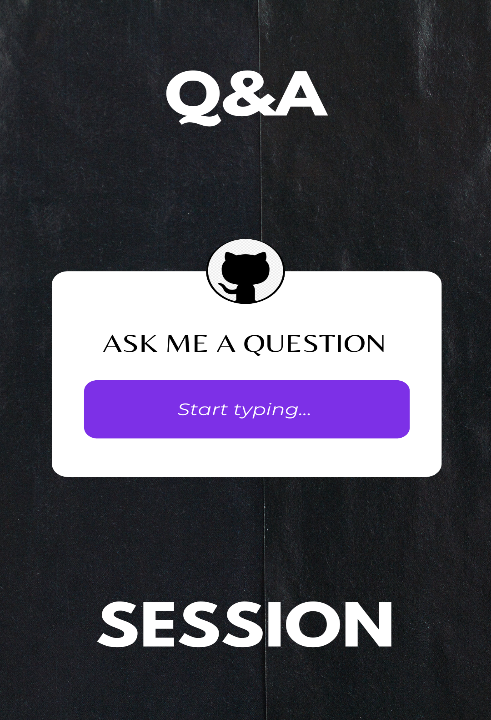 Q&A
ASK ME A QUESTION
Start typing...
SESSION